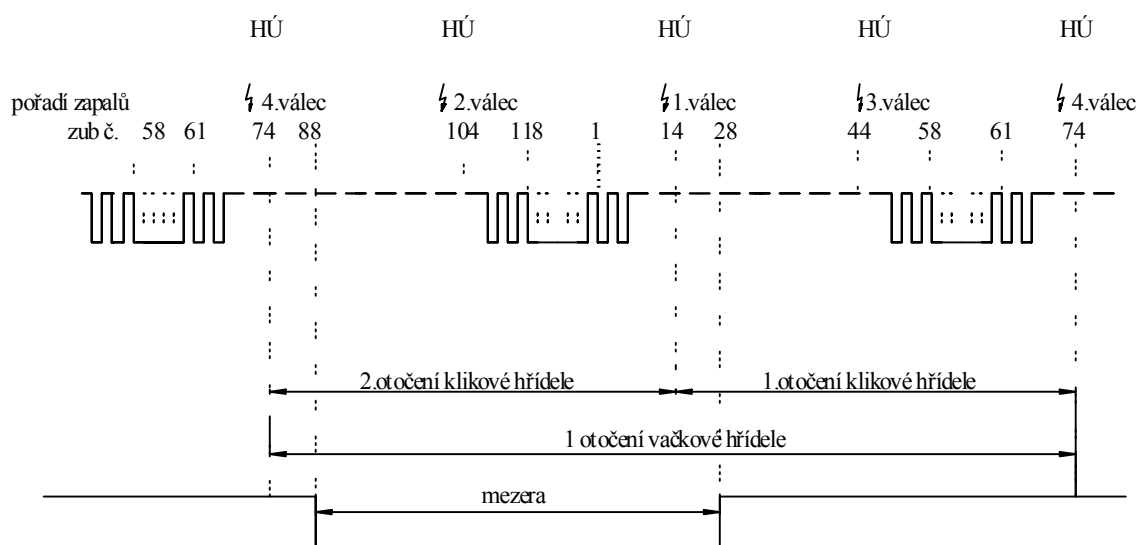 HÚ HÚ HÚ HÚ HÚ
pořadí zapalů 4.válec 2.válec 1.válec 3.válec 4.válec
zub č. 58 61 74 88 104 118 1 14 28 44 58 61 74
2.otočení klikové hřídele 1.otočení klikové hřídele
1 otočení vačkové hřídele
mezera